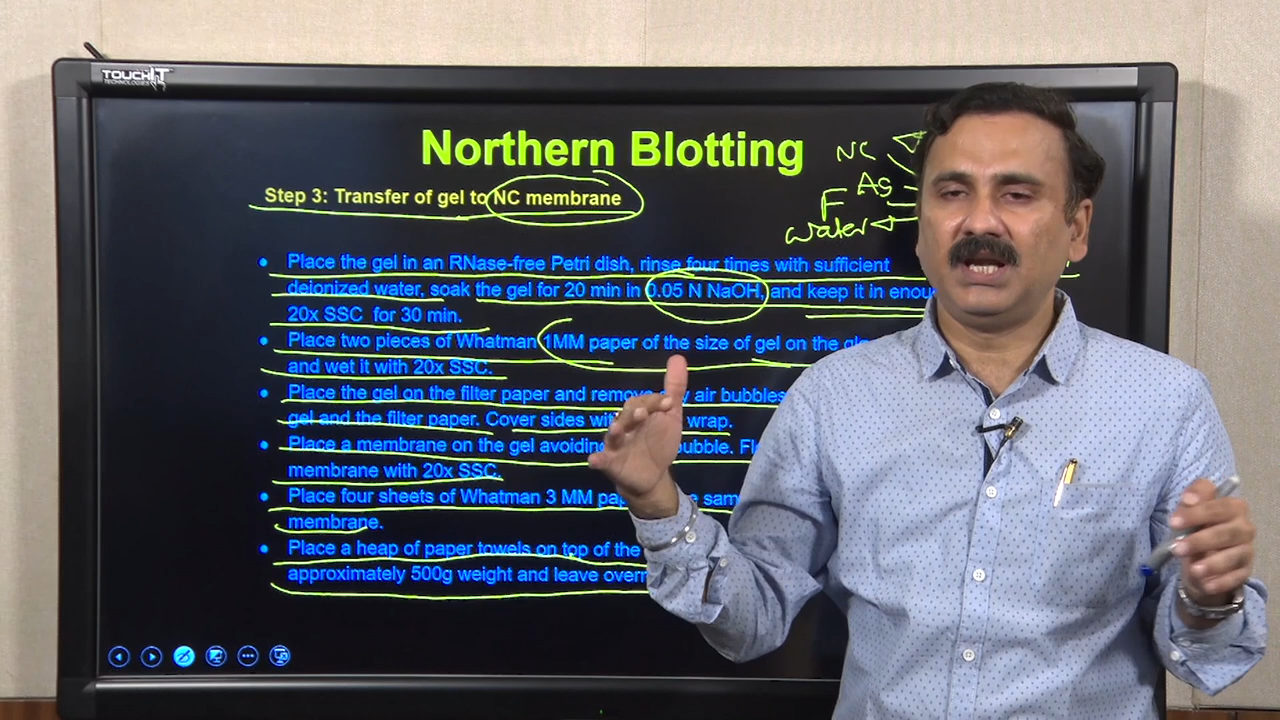 TOUCHIT
TECHNOLOGIES
Northern Blotting
NC
Step 3: Transfer of gel to NC membrane
Ag
F
water
• Place the gel in an RNase-free Petri dish, rinse four times with sufficient
deionized water, soak the gel for 20 min in 0.05 N NaOH, and keep it in
20x SSC for 30 min.
• Place two pieces of Whatman 1MM paper of the size of gel on the
and wet it with 20x SSC.
• Place the gel on the filter paper and remove air bubbles
gel and the filter paper. Cover sides wrap.
• Place a membrane on the gel avoiding
membrane with 20x SSC.
• Place four sheets of Whatman 3 MM
membrane.
• Place a heap of paper towels on top of the
approximately 500g weight and leave